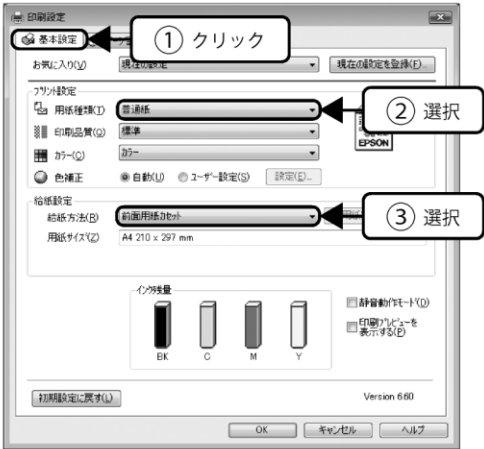 印刷設定
基本設定
① クリック
お気に入り(V) 現在の設定 現在の設定を登録(F)...
プリント設定
用紙種類(T) 普通紙
② 選択
印刷品質(Q) 標準
EPSON
カラー(C) カラー
色補正 自動(U) ユーザー設定(S) 設定(E)...
給紙設定
給紙方法(R) 前面用紙カセット
③ 選択
用紙サイズ(Z) A4 210 x 297 mm
インク残量
静音動作モード(D)
印刷プレビューを
表示する(P)
BK C M Y
初期設定に戻す(L) Version 6.60
OK キャンセル ヘルプ